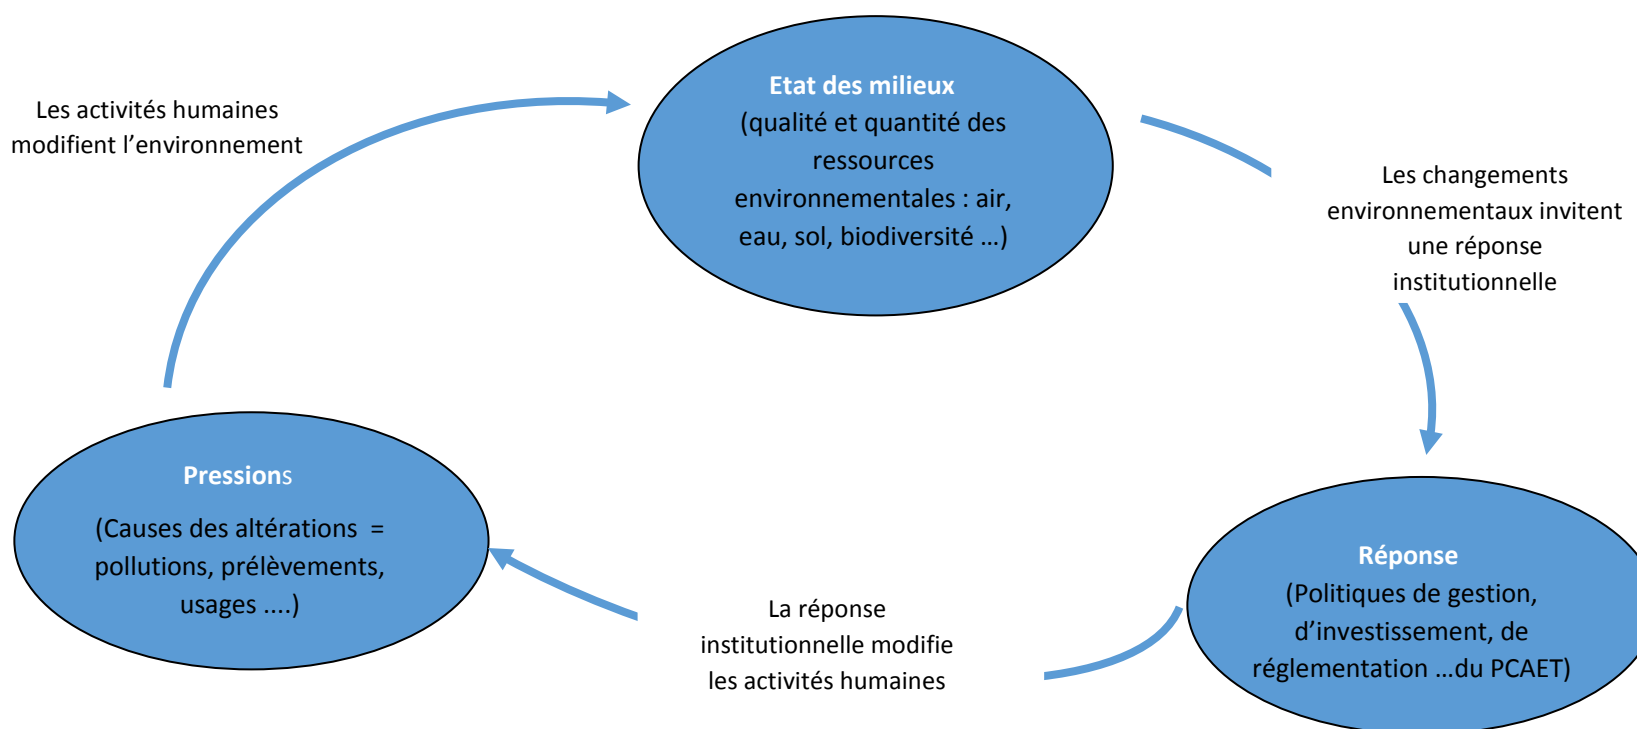 Les activités humaines
modifient l’environnement
Etat des milieux
(qualité et quantité des
ressources
environnementales : air,
eau, sol, biodiversité …)
Les changements
environnementaux invitent
une réponse
institutionnelle
Pressions
(Causes des altérations  =
pollutions, prélèvements,
usages ….)
La réponse
institutionnelle modifie
les activités humaines
Réponse
(Politiques de gestion,
d’investissement, de
réglementation …du PCAET)